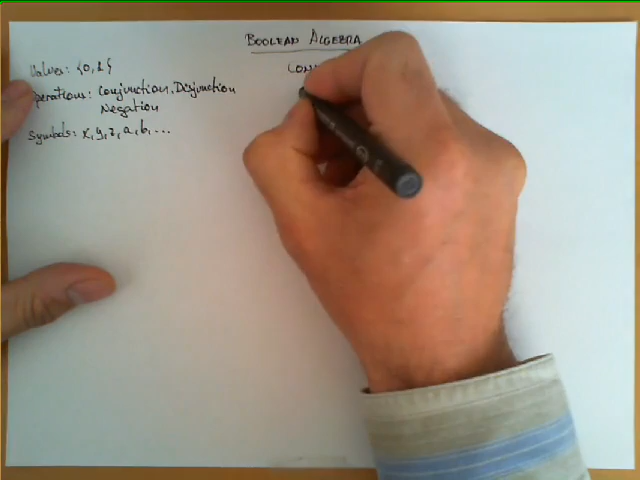 BOOLEAN ALGEBRA
Values: {0,1}
Operations: Conjunction, Disjunction
Negation
Symbols: x, y, z, a, b, ...